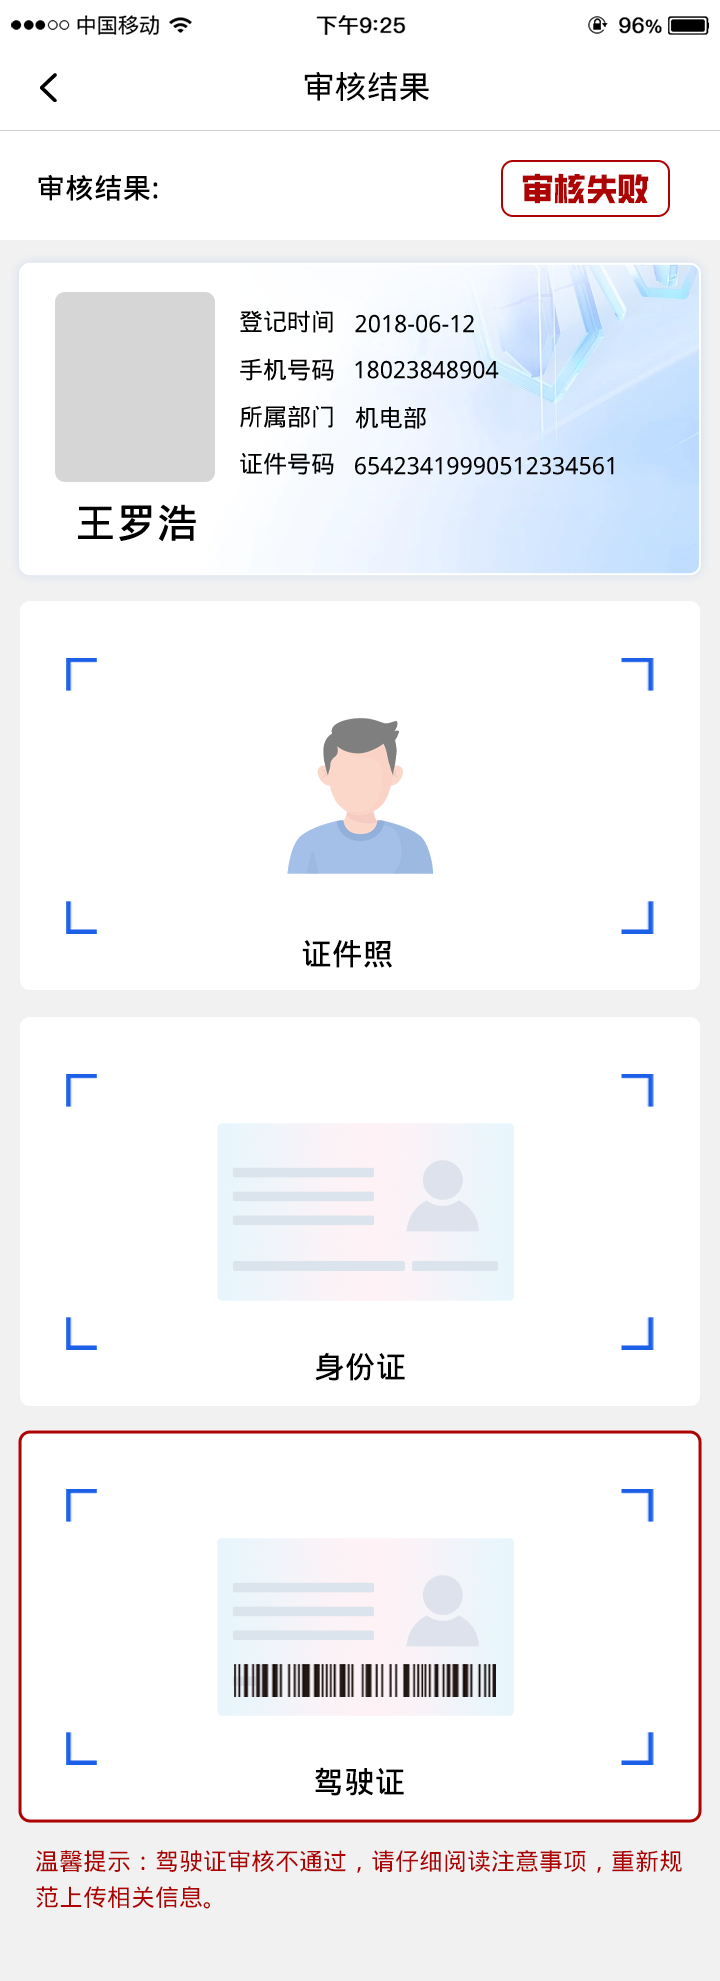 中国移动 下午9:25 96%
审核结果
审核结果: 审核失败
登记时间 2018-06-12
手机号码 18023848904
所属部门 机电部
证件号码 65423419990512334561
王罗浩
证件照
身份证
驾驶证
温馨提示：驾驶证审核不通过，请仔细阅读注意事项，重新规
范上传相关信息。